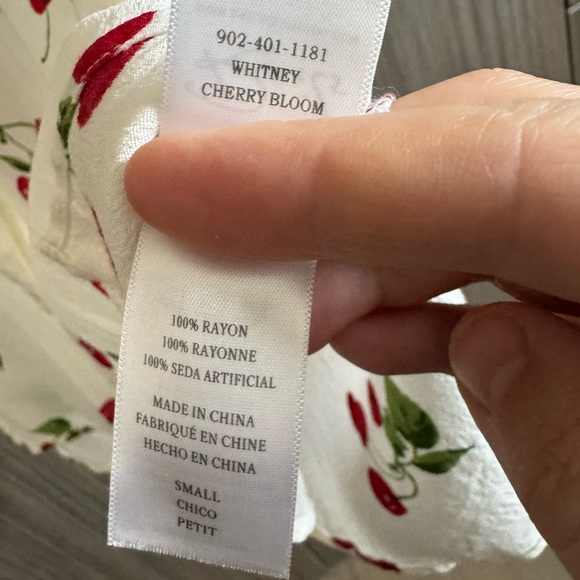 902-401-1181
WHITNEY
CHERRY BLOOM
100% RAYON
100% RAYONNE
100% SEDA ARTIFICIAL
MADE IN CHINA
FABRIQUÉ EN CHINE
HECHO EN CHINA
SMALL
CHICO
PETIT